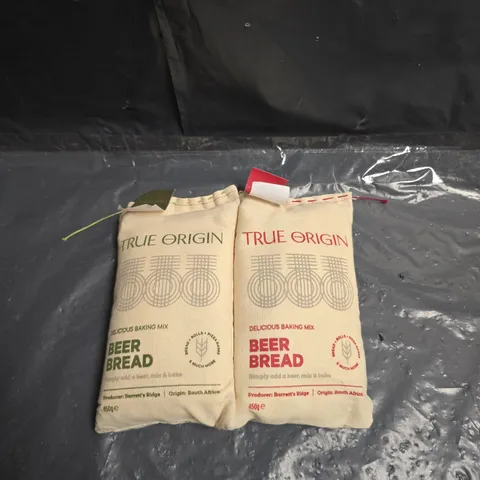 TRUE ORIGIN
DELICIOUS BAKING MIX
BEER
BREAD
Simply add a beer, mix & bake
Producer: Barrett's Ridge | Origin: South Africa
450g e
TRUE ORIGIN
DELICIOUS BAKING MIX
BEER
BREAD
Simply add a beer, mix & bake
Producer: Barrett's Ridge | Origin: South Africa
450g e